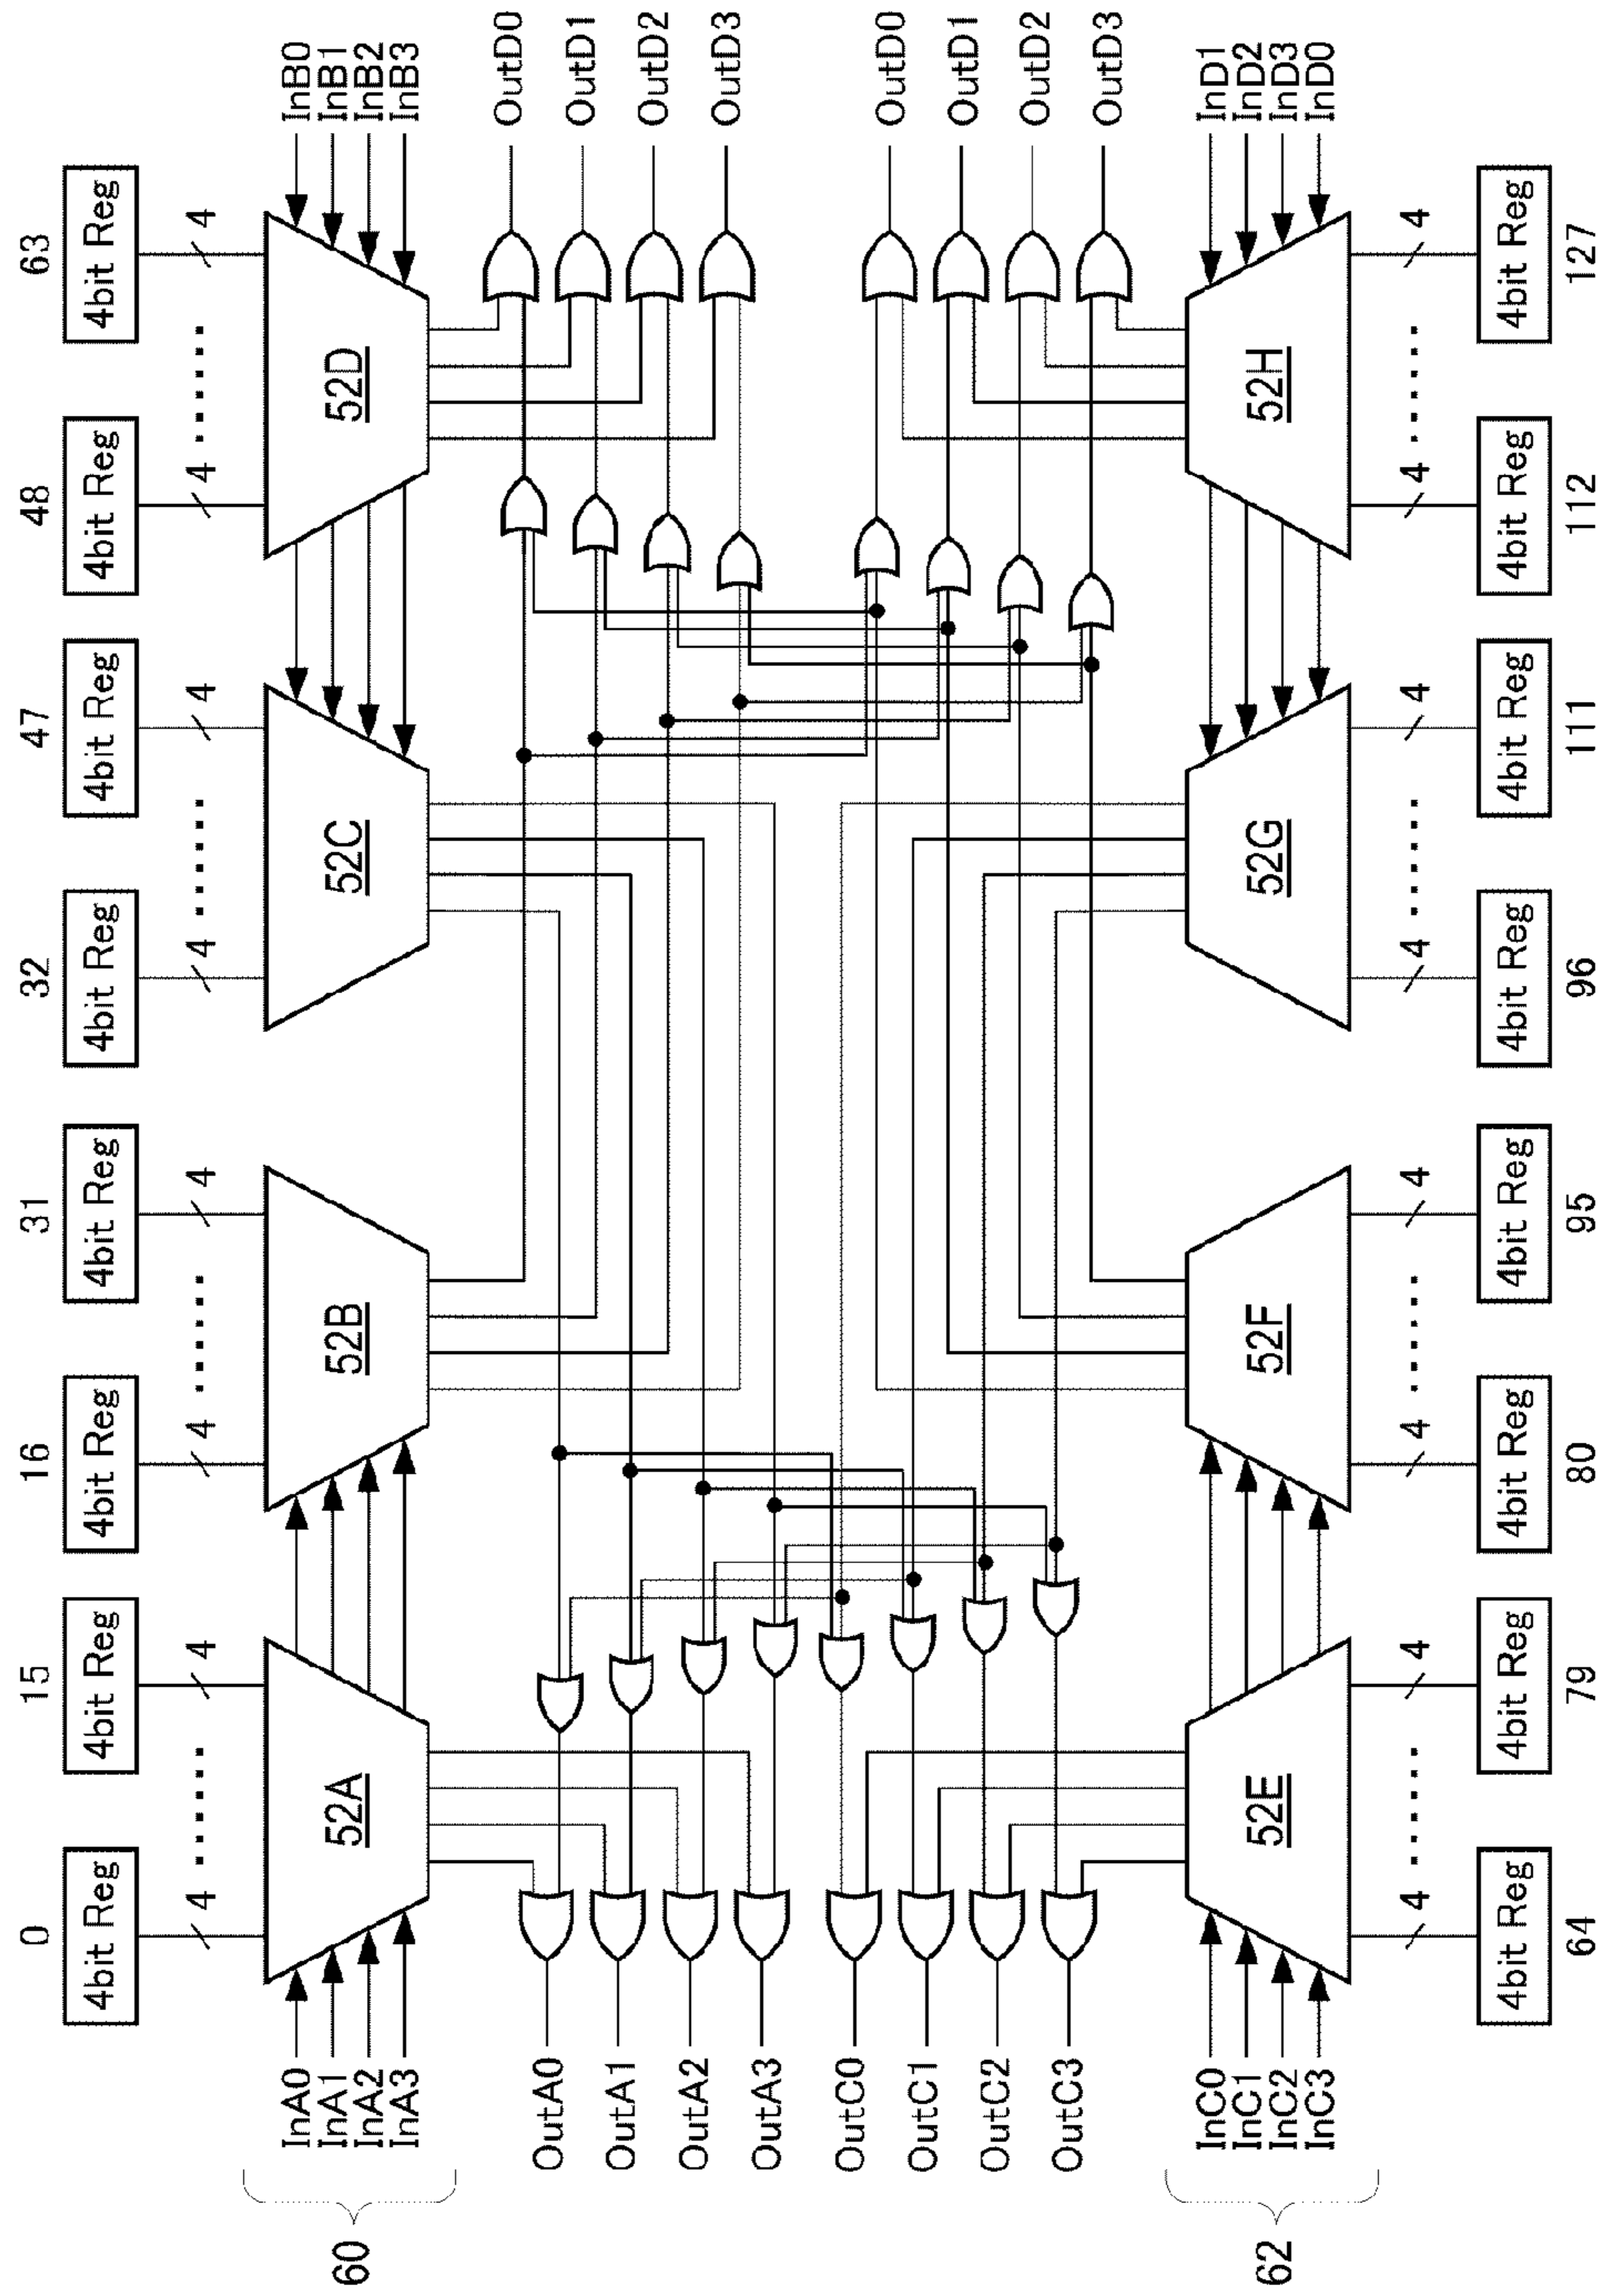 0 15 16 31 32 47 48 63
4bit Reg 4bit Reg 4bit Reg 4bit Reg 4bit Reg 4bit Reg 4bit Reg 4bit Reg
4 4 4 4 4 4 4 4
InA0 InB0
InA1 InB1
60 52A 52B 52C 52D
InA2 InB2
InA3 InB3
OutD0
OutA0
OutD1
OutA1
OutD2
OutA2
OutD3
OutA3
OutC0
OutD0
OutC1
OutD1
OutC2
OutD2
OutC3
OutD3
InC0 InD1
InC1 InD2
62 52E 52F 52G 52H
InC2 InD3
InC3 InD0
4 4 4 4 4 4 4 4
4bit Reg 4bit Reg 4bit Reg 4bit Reg 4bit Reg 4bit Reg 4bit Reg 4bit Reg
64 79 80 95 96 111 112 127